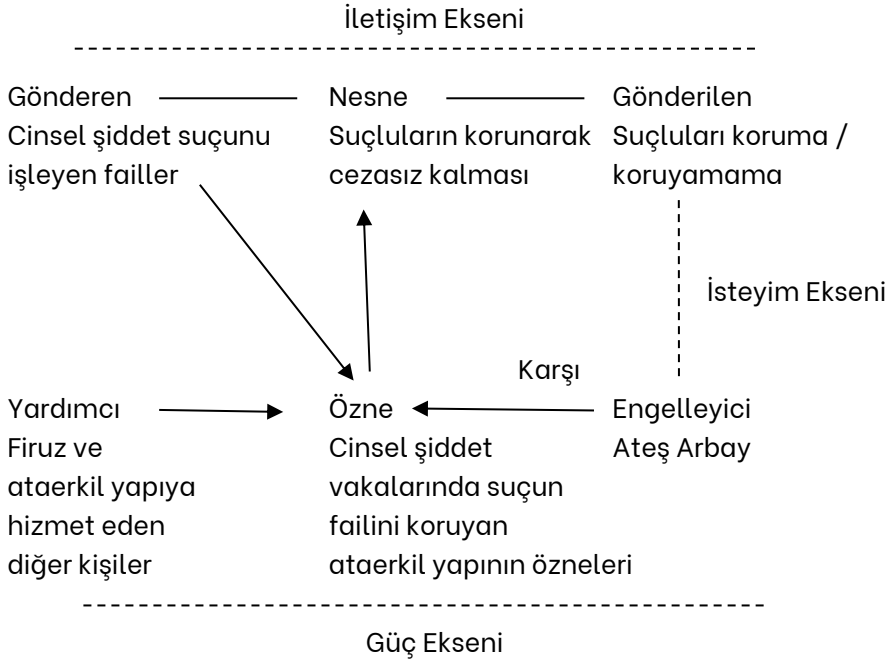 İletişim Ekseni
Gönderen
Cinsel şiddet suçunu
işleyen failler
Nesne
Suçluların korunarak
cezasız kalması
Gönderilen
Suçluları koruma /
koruyamama
İsteyim Ekseni
Karşı
Yardımcı
Firuz ve
ataerkil yapıya
hizmet eden
diğer kişiler
Özne
Cinsel şiddet
vakalarında suçun
failini koruyan
ataerkil yapının özneleri
Engelleyici
Ateş Arbay
Güç Ekseni